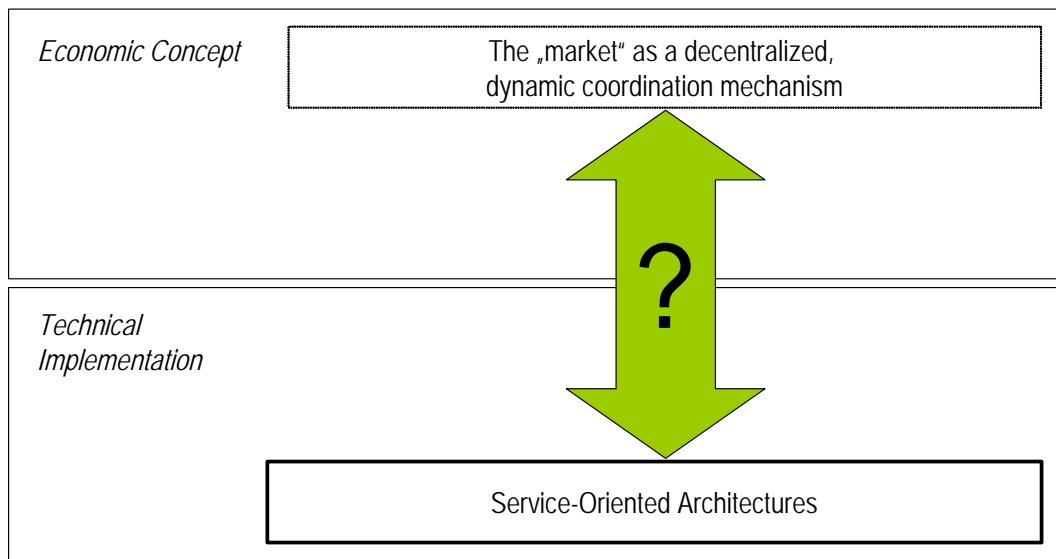 Economic Concept
The „market“ as a decentralized,
dynamic coordination mechanism
?
Technical
Implementation
Service-Oriented Architectures